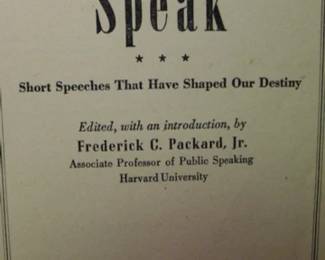 Speak
★ ★ ★
Short Speeches That Have Shaped Our Destiny
Edited, with an introduction, by
Frederick C. Packard, Jr.
Associate Professor of Public Speaking
Harvard University